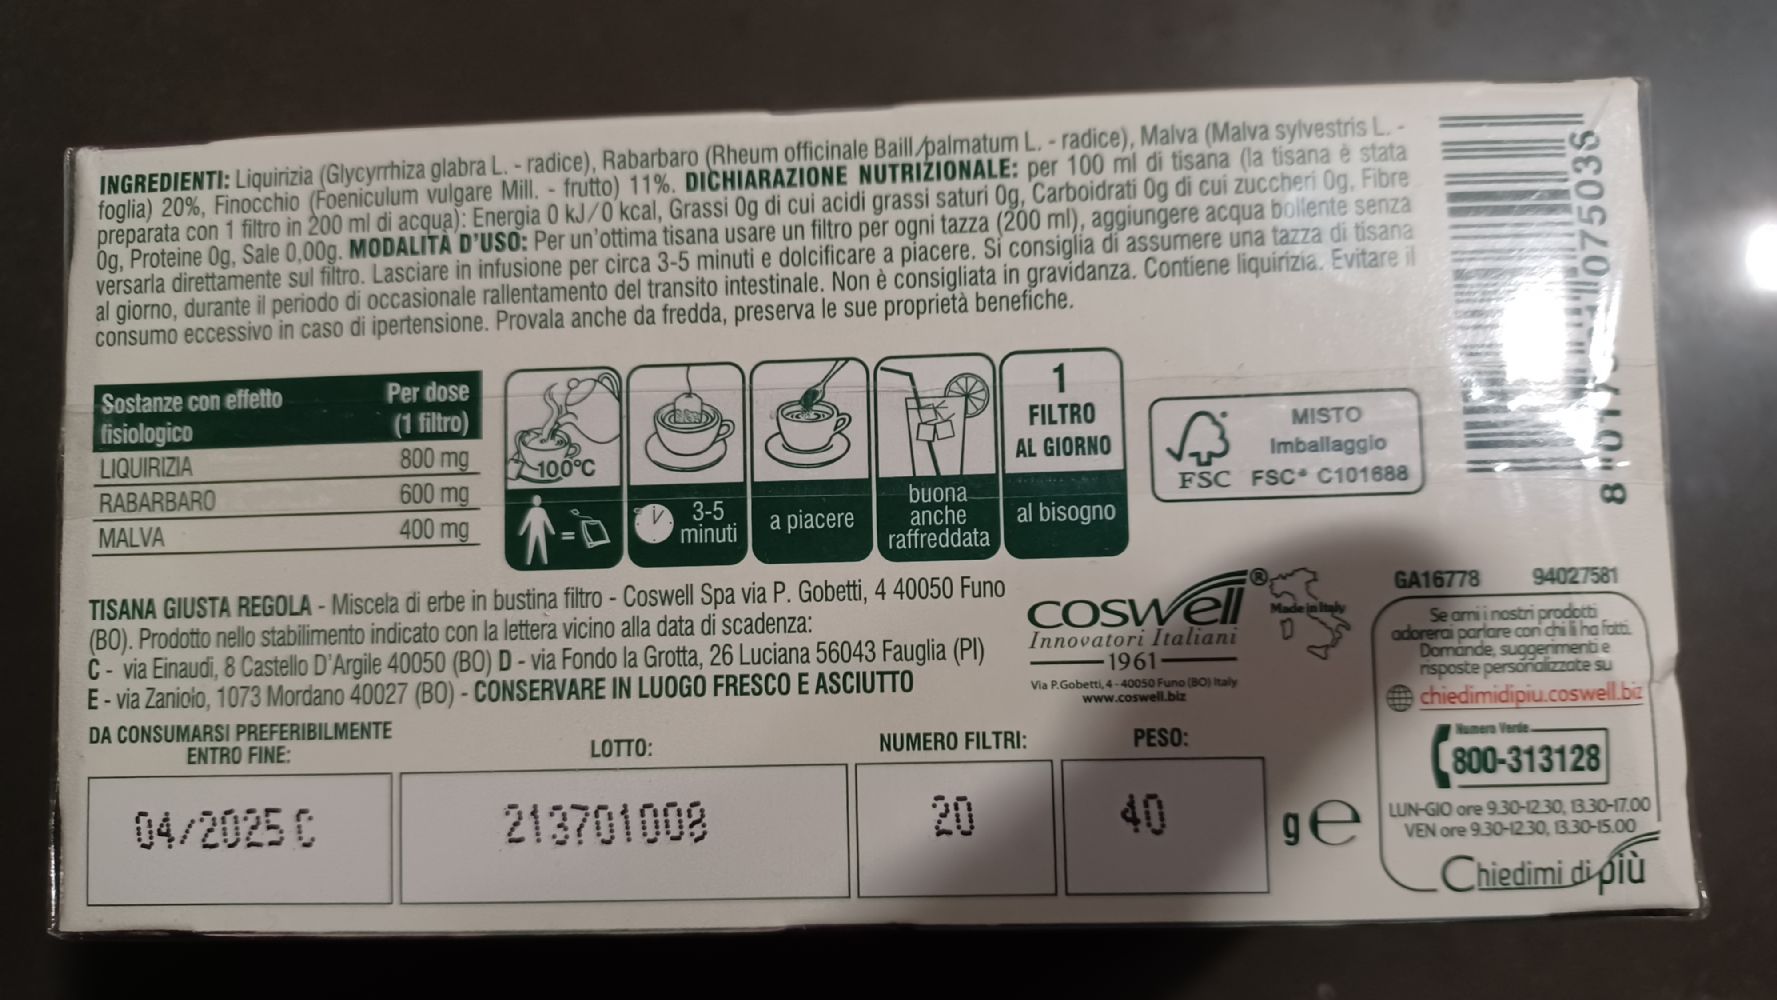 INGREDIENTI: Liquirizia (Glycyrrhiza glabra L. - radice), Rabarbaro (Rheum officinale Baill./palmatum L. - radice), Malva (Malva sylvestris L. -
foglia) 20%, Finocchio (Foeniculum vulgare Mill. - frutto) 11%. DICHIARAZIONE NUTRIZIONALE: per 100 ml di tisana (la tisana è stata
preparata con 1 filtro in 200 ml di acqua): Energia 0 kJ/0 kcal, Grassi 0g di cui acidi grassi saturi 0g, Carboidrati 0g di cui zuccheri 0g, Fibre
0g, Proteine 0g, Sale 0,00g. MODALITÀ D'USO: Per un'ottima tisana usare un filtro per ogni tazza (200 ml), aggiungere acqua bollente senza
versarla direttamente sul filtro. Lasciare in infusione per circa 3-5 minuti e dolcificare a piacere. Si consiglia di assumere una tazza di tisana
al giorno, durante il periodo di occasionale rallentamento del transito intestinale. Non è consigliata in gravidanza. Contiene liquirizia. Evitare il
consumo eccessivo in caso di ipertensione. Provala anche da fredda, preserva le sue proprietà benefiche.
Sostanze con effetto fisiologico Per dose (1 filtro)
LIQUIRIZIA 800 mg
RABARBARO 600 mg
MALVA 400 mg
100°C
=
3-5
minuti
a piacere
buona
anche
raffreddata
1
FILTRO
AL GIORNO
al bisogno
FSC
MISTO
Imballaggio
FSC® C101688
TISANA GIUSTA REGOLA - Miscela di erbe in bustina filtro - Coswell Spa via P. Gobetti, 4 40050 Funo
(BO). Prodotto nello stabilimento indicato con la lettera vicino alla data di scadenza:
C - via Einaudi, 8 Castello D'Argile 40050 (BO) D - via Fondo la Grotta, 26 Luciana 56043 Fauglia (PI)
E - via Zaniolo, 1073 Mordano 40027 (BO) - CONSERVARE IN LUOGO FRESCO E ASCIUTTO
coswell®
Innovatori Italiani
1961
Via P.Gobetti, 4 - 40050 Funo (BO) Italy
www.coswell.biz
Made in Italy
GA16778 94027581
Se ami i nostri prodotti
adorerai parlare con chi li ha fatti.
Domande, suggerimenti e
risposte personalizzate su
chiedimidipiu.coswell.biz
Numero Verde
800-313128
LUN-GIO ore 9.30-12.30, 13.30-17.00
VEN ore 9.30-12.30, 13.30-15.00
Chiedimi di più
DA CONSUMARSI PREFERIBILMENTE
ENTRO FINE:
04/2025 C
LOTTO:
213701008
NUMERO FILTRI:
20
PESO:
40
g e